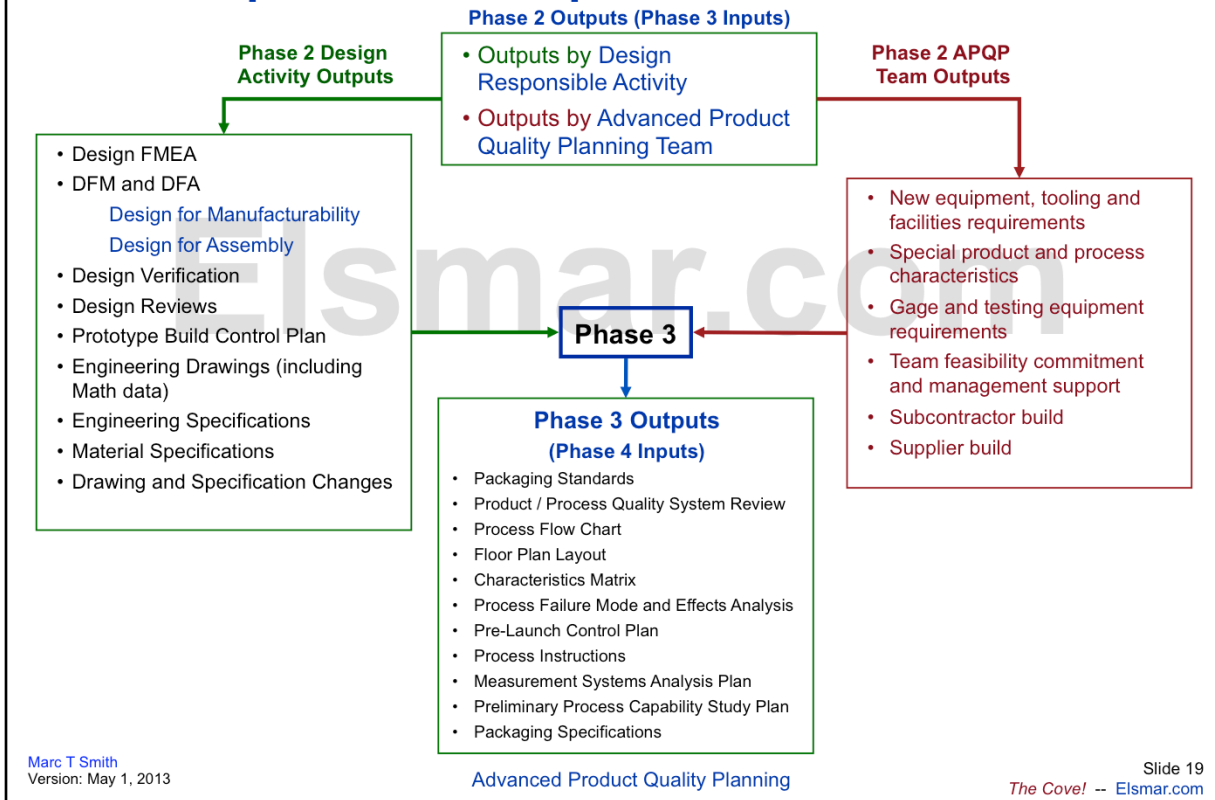 Phase 2 Outputs (Phase 3 Inputs)
Phase 2 Design
Activity Outputs
• Outputs by Design
Responsible Activity
• Outputs by Advanced Product
Quality Planning Team
Phase 2 APQP
Team Outputs
• Design FMEA
• DFM and DFA
Design for Manufacturability
Design for Assembly
• Design Verification
• Design Reviews
• Prototype Build Control Plan
• Engineering Drawings (including
Math data)
• Engineering Specifications
• Material Specifications
• Drawing and Specification Changes
• New equipment, tooling and
facilities requirements
• Special product and process
characteristics
• Gage and testing equipment
requirements
• Team feasibility commitment
and management support
• Subcontractor build
• Supplier build
Elsmar.com
Phase 3
Phase 3 Outputs
(Phase 4 Inputs)
• Packaging Standards
• Product / Process Quality System Review
• Process Flow Chart
• Floor Plan Layout
• Characteristics Matrix
• Process Failure Mode and Effects Analysis
• Pre-Launch Control Plan
• Process Instructions
• Measurement Systems Analysis Plan
• Preliminary Process Capability Study Plan
• Packaging Specifications
Marc T Smith
Version: May 1, 2013
Advanced Product Quality Planning
Slide 19
The Cove! -- Elsmar.com